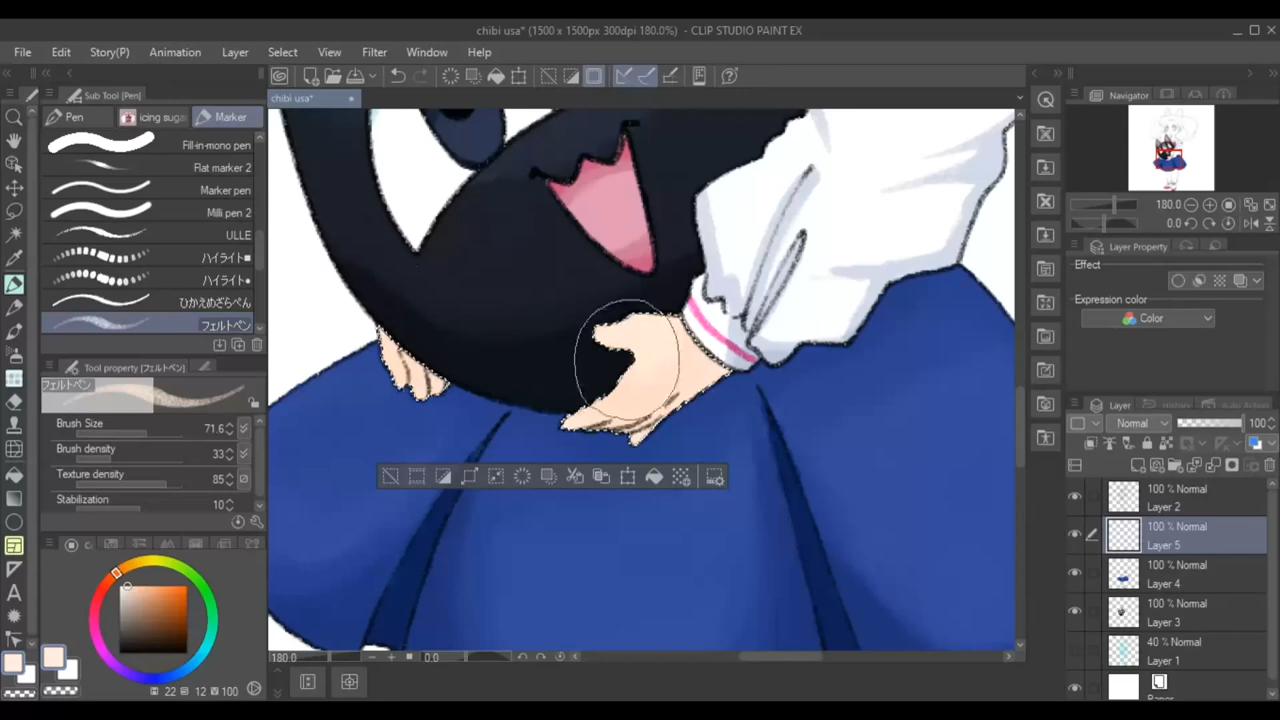 chibi usa* (1500 x 1500px 300dpi 180.0%) - CLIP STUDIO PAINT EX
File Edit Story(P) Animation Layer Select View Filter Window Help
Sub Tool [Pen]
Pen icing suga Marker
Fill-in-mono pen
Flat marker 2
Marker pen
Milli pen 2
ULLE
ハイライト■
ハイライト●
ひかえめざらぺん
フェルトペン
Tool property [フェルトペン]
フェルトペン
Brush Size 71.6
Brush density 33
Texture density 85
Stabilization 10
22 S 12 V 100
chibi usa*
180.0 0.0
Navigator
180.0
0.0
Layer Property
Effect
Expression color
Color
Layer
Normal 100
100 % Normal
Layer 2
100 % Normal
Layer 5
100 % Normal
Layer 4
100 % Normal
Layer 3
40 % Normal
Layer 1